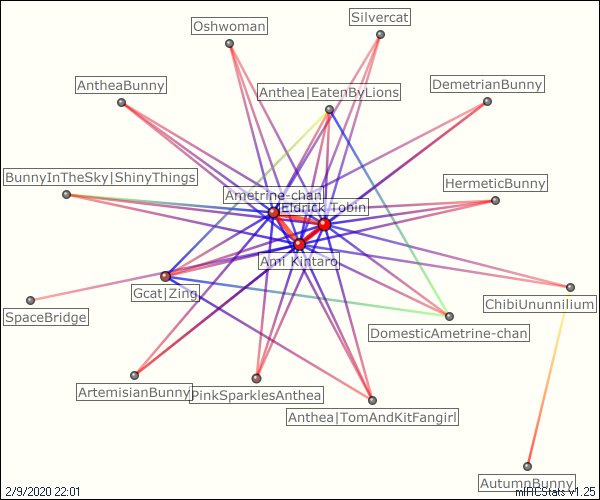 Silvercat
Oshwoman
AntheaBunny
Anthea|EatenByLions
DemetrianBunny
BunnyInTheSky|ShinyThings
HermeticBunny
Ametrine-chan
Eldrick Tobin
Ami Kintaro
Gcat|Zing
ChibiUnunnilium
SpaceBridge
DomesticAmetrine-chan
ArtemisianBunny
PinkSparklesAnthea
Anthea|TomAndKitFangirl
AutumnBunny
2/9/2020 22:01
mIRCStats v1.25